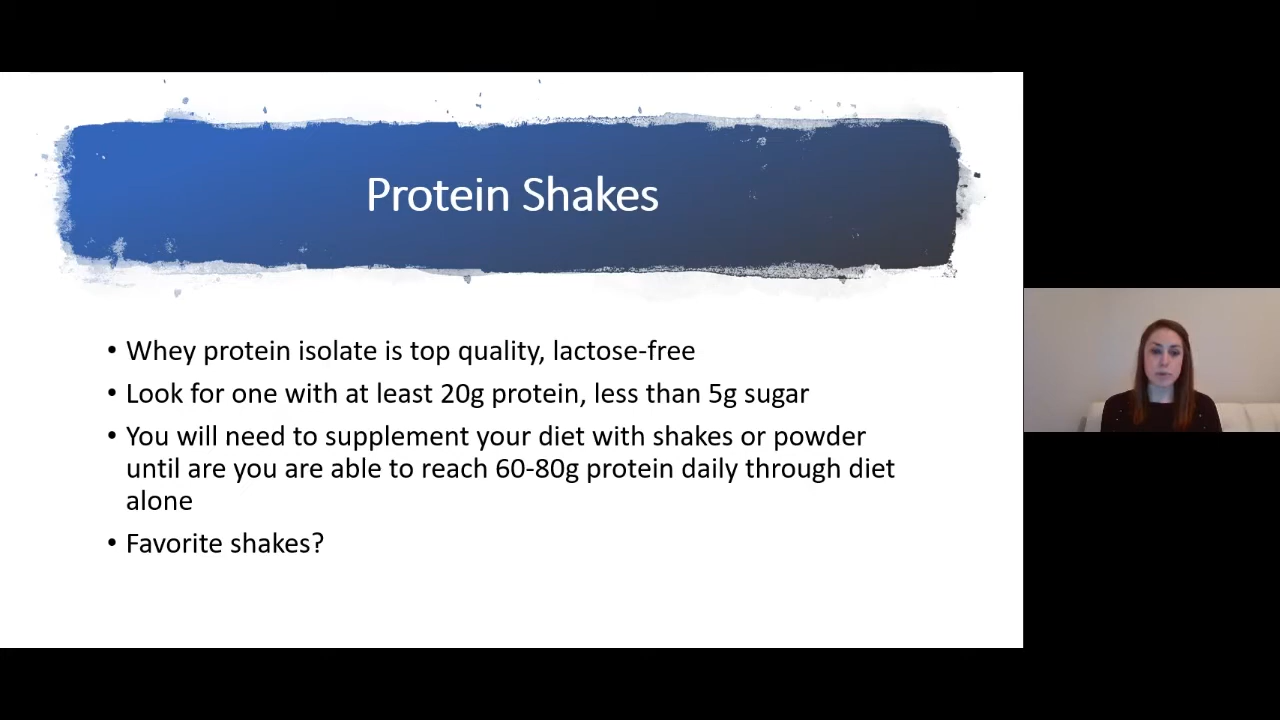 Protein Shakes
• Whey protein isolate is top quality, lactose-free
• Look for one with at least 20g protein, less than 5g sugar
• You will need to supplement your diet with shakes or powder
until are you are able to reach 60-80g protein daily through diet
alone
• Favorite shakes?